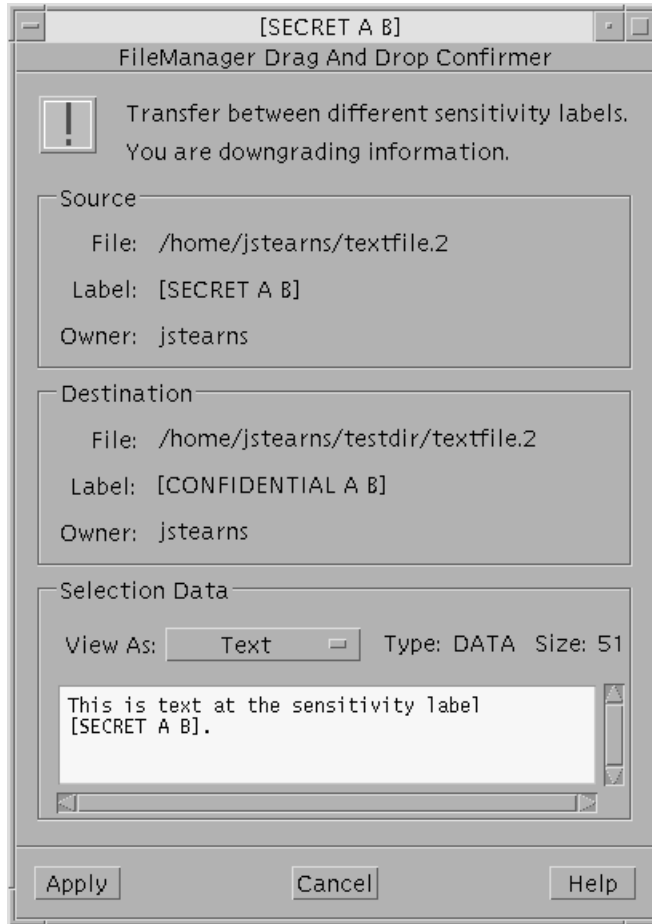 [SECRET A B]
FileManager Drag And Drop Confirmer
! Transfer between different sensitivity labels.
You are downgrading information.
Source
File: /home/jstearns/textfile.2
Label: [SECRET A B]
Owner: jstearns
Destination
File: /home/jstearns/testdir/textfile.2
Label: [CONFIDENTIAL A B]
Owner: jstearns
Selection Data
View As: Text Type: DATA Size: 51
This is text at the sensitivity label
[SECRET A B].
Apply Cancel Help